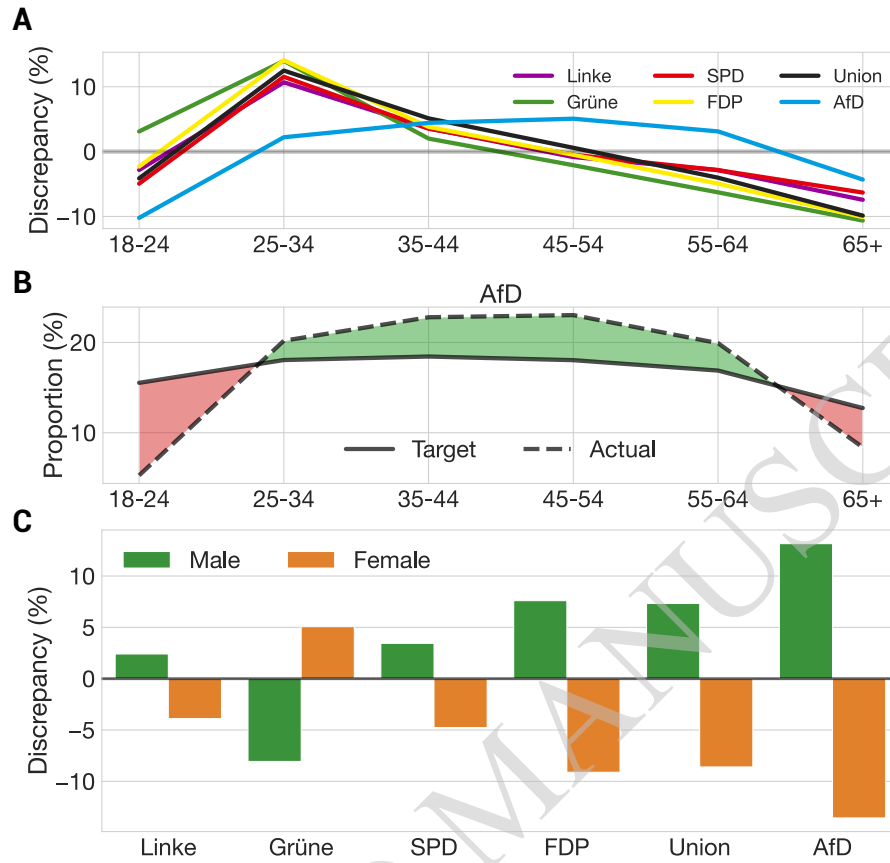 A
Discrepancy (%)
10
0
−10
Linke SPD Union
Grüne FDP AfD
18-24 25-34 35-44 45-54 55-64 65+
B
AfD
Proportion (%)
20
10
Target Actual
18-24 25-34 35-44 45-54 55-64 65+
C
Male Female
Discrepancy (%)
10
5
0
−5
−10
Linke Grüne SPD FDP Union AfD
MANUSC